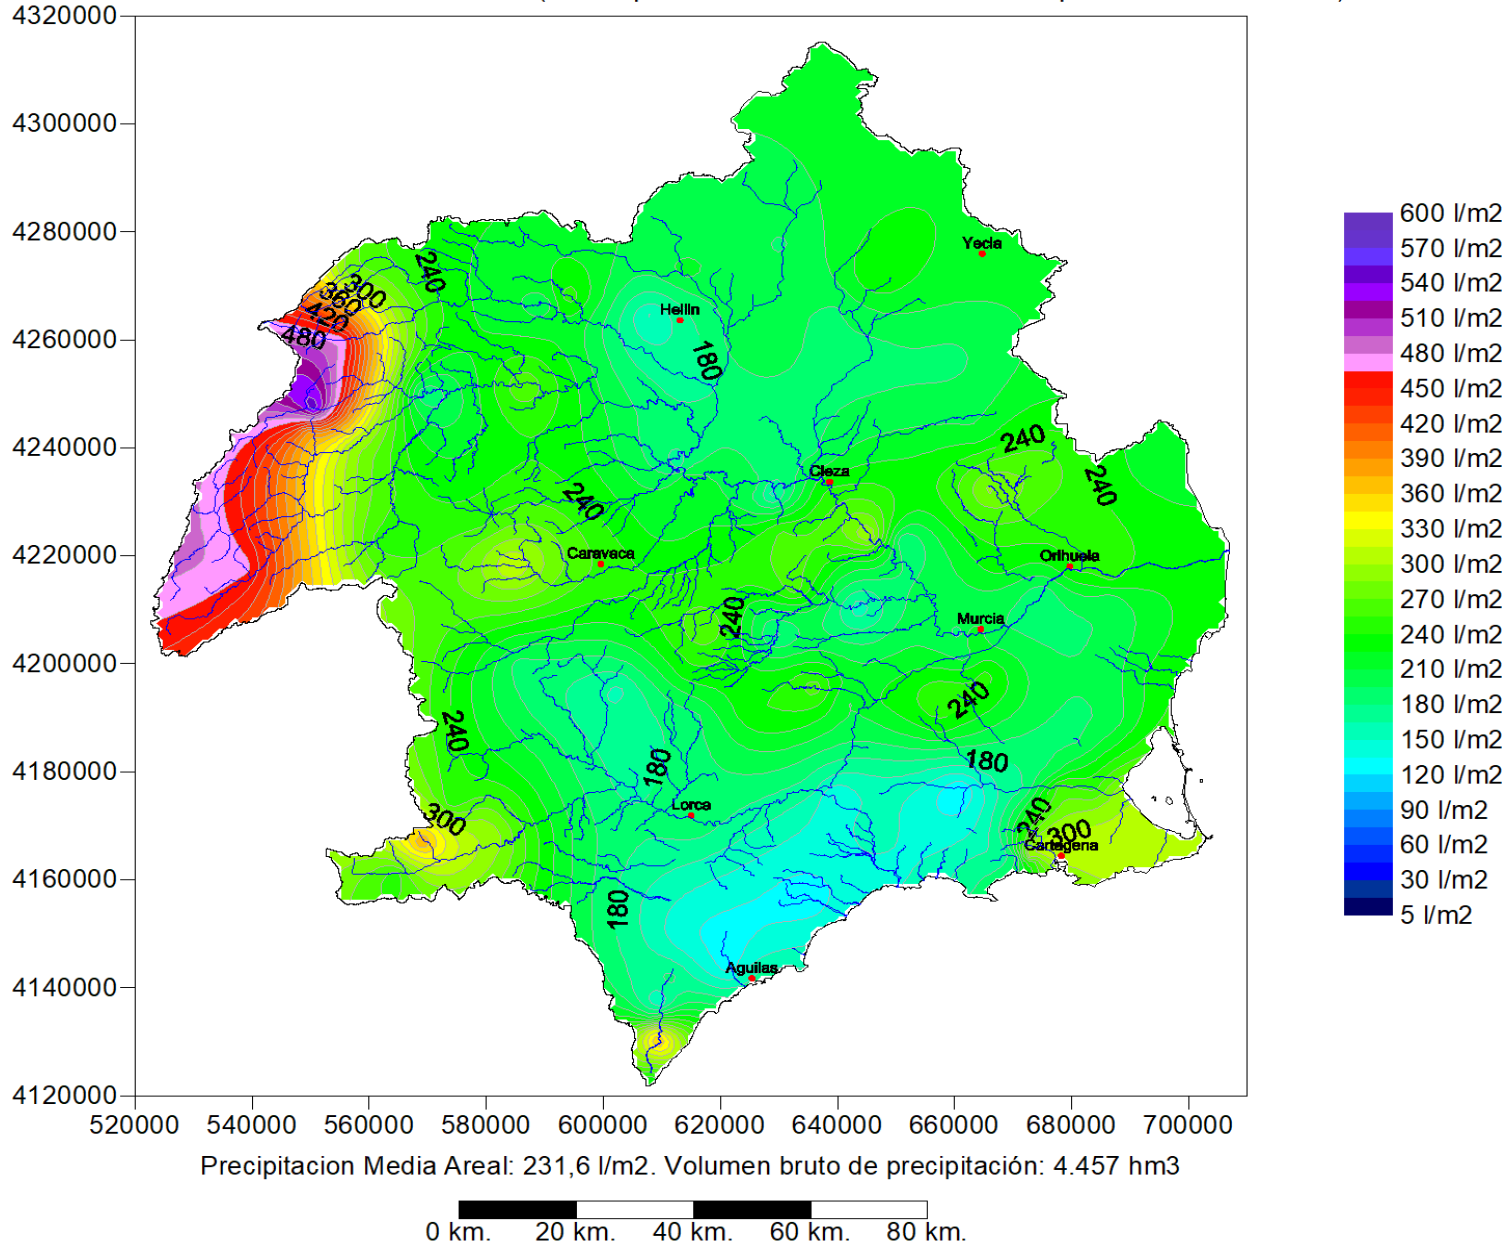 4320000
4300000
4280000
4260000
4240000
4220000
4200000
4180000
4160000
4140000
4120000
520000 540000 560000 580000 600000 620000 640000 660000 680000 700000
Yecla
240
300
360
420
480
Hellin
180
240
Cieza
240
240
Caravaca
Orihuela
240
Murcia
240
240
180
180
Lorca
300
240
300
Cartagena
180
Aguilas
600 l/m2
570 l/m2
540 l/m2
510 l/m2
480 l/m2
450 l/m2
420 l/m2
390 l/m2
360 l/m2
330 l/m2
300 l/m2
270 l/m2
240 l/m2
210 l/m2
180 l/m2
150 l/m2
120 l/m2
90 l/m2
60 l/m2
30 l/m2
5 l/m2
Precipitacion Media Areal: 231,6 l/m2. Volumen bruto de precipitación: 4.457 hm3
0 km. 20 km. 40 km. 60 km. 80 km.